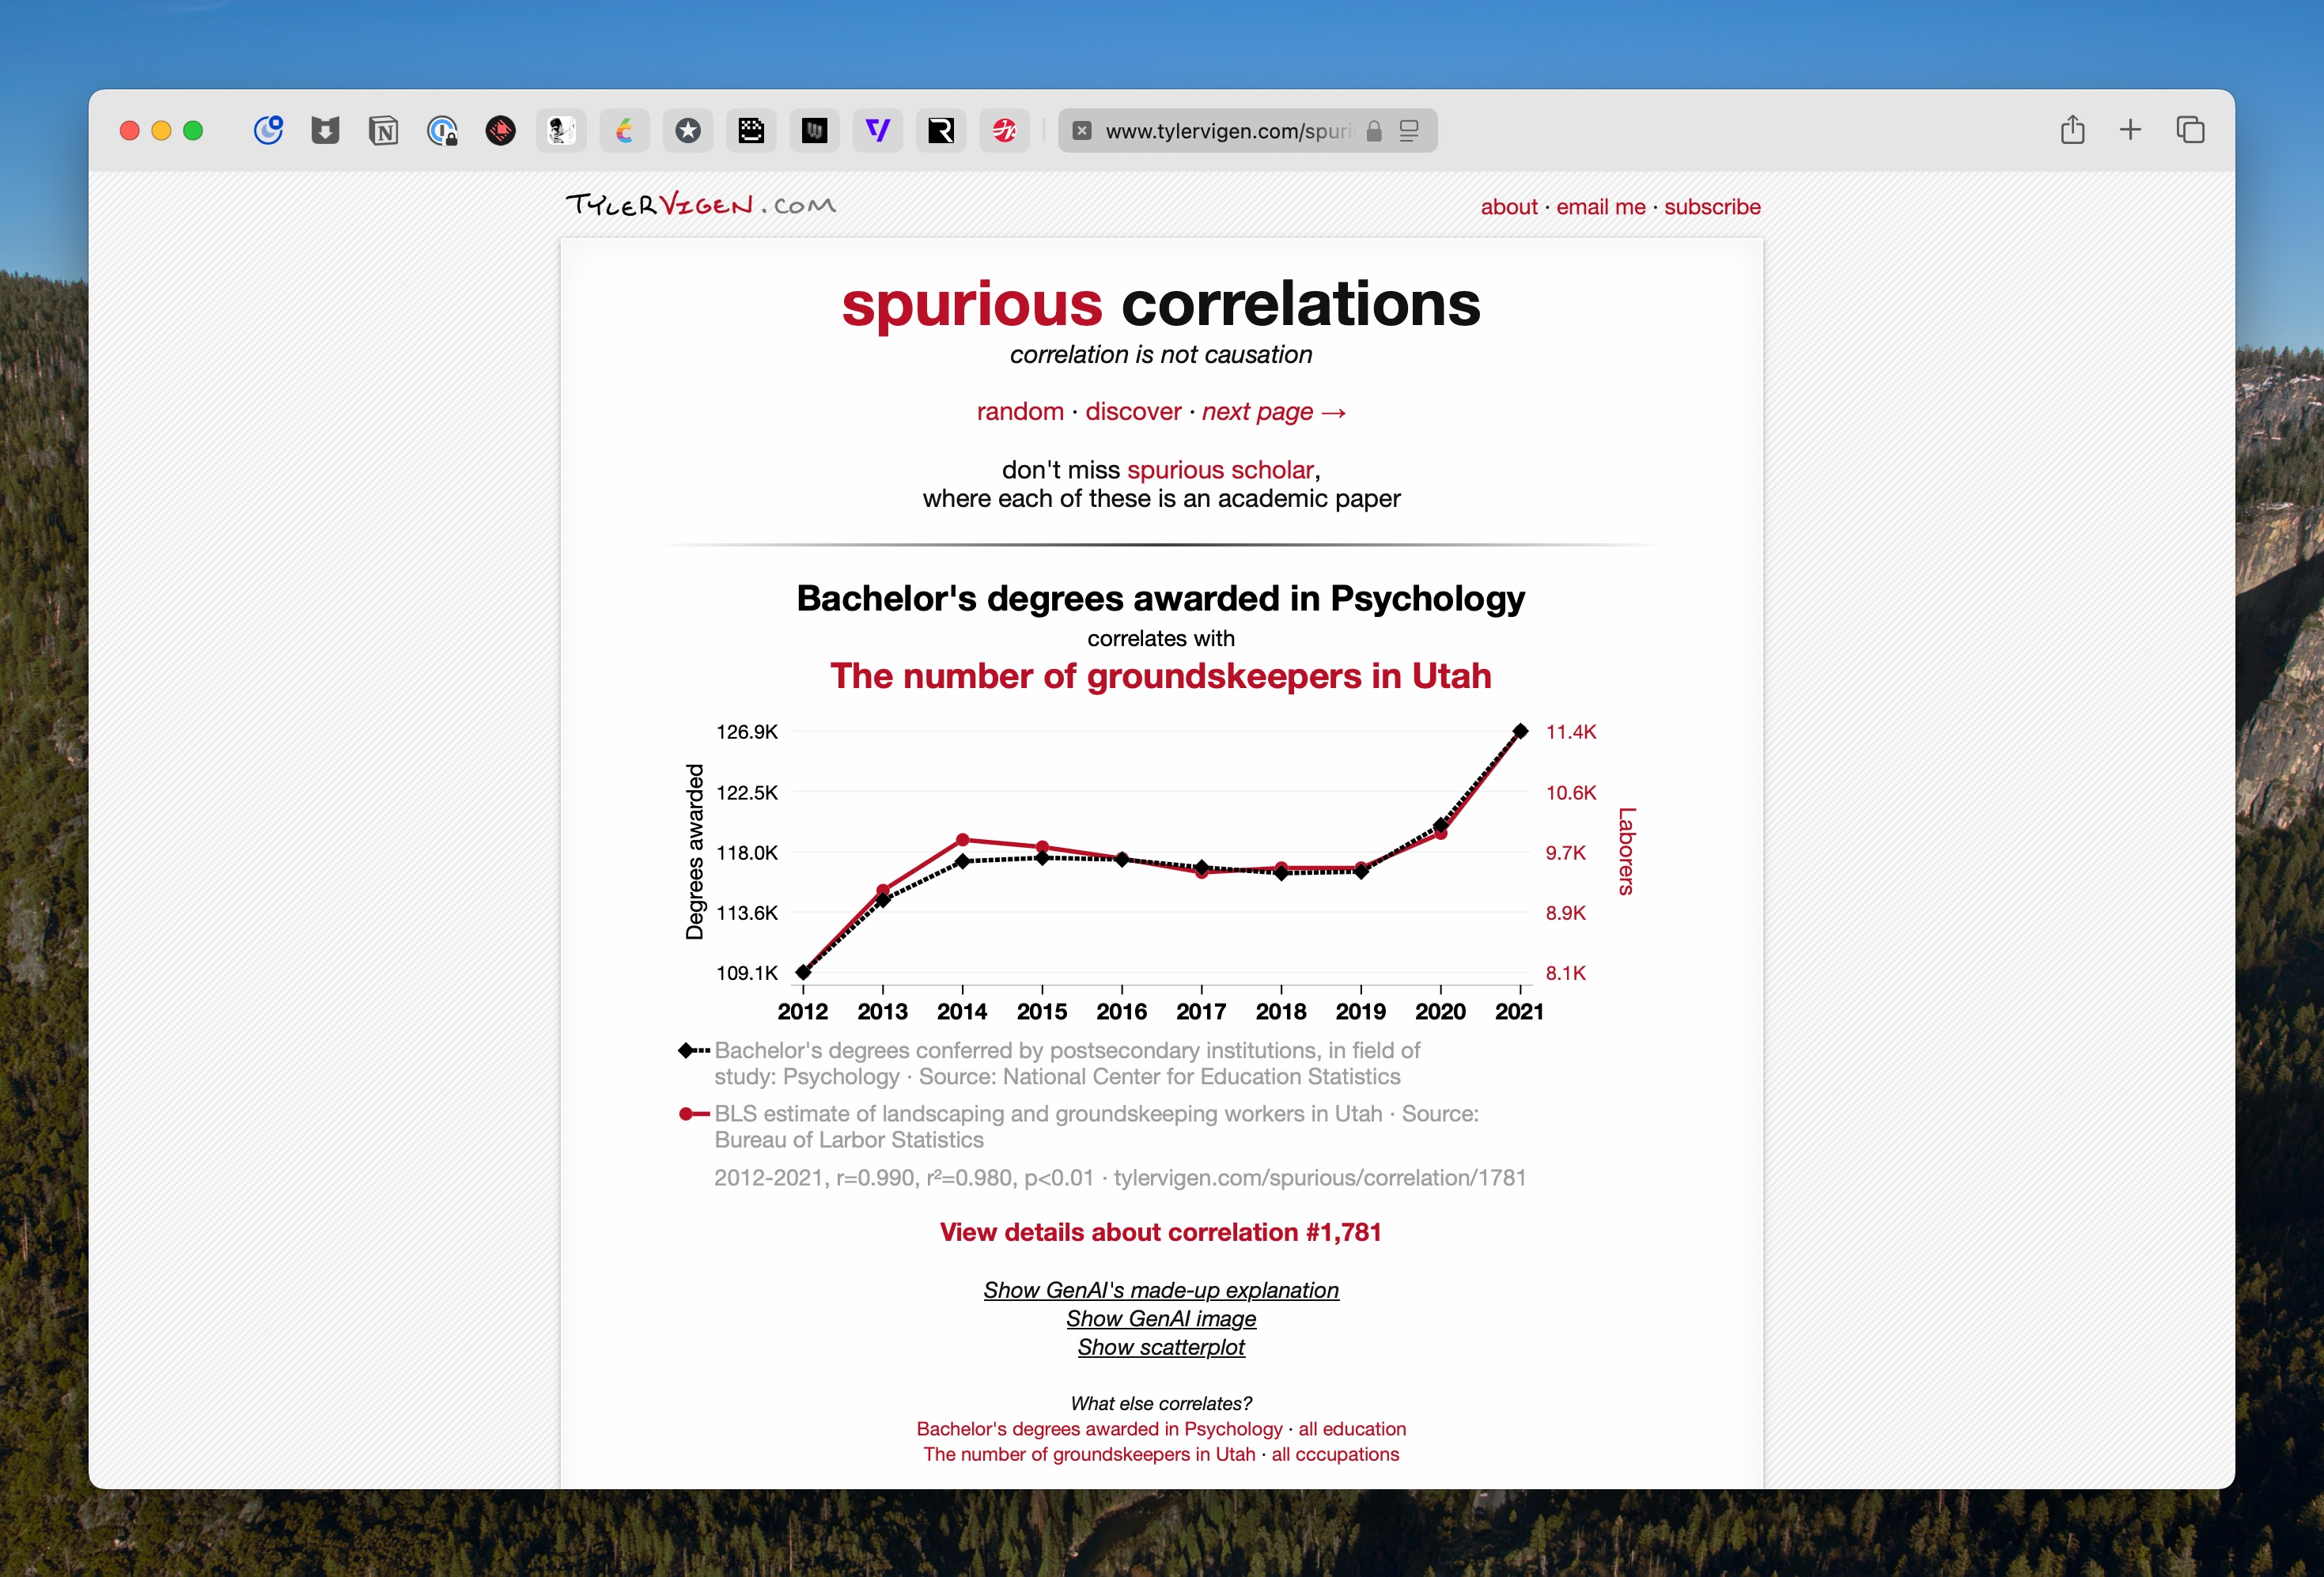 www.tylervigen.com/spuri
TYLERVIGEN.COM
about · email me · subscribe
spurious correlations
correlation is not causation
random · discover · next page →
don't miss spurious scholar,
where each of these is an academic paper
Bachelor's degrees awarded in Psychology
correlates with
The number of groundskeepers in Utah
126.9K
122.5K
118.0K
113.6K
109.1K
Degrees awarded
11.4K
10.6K
9.7K
8.9K
8.1K
Laborers
2012 2013 2014 2015 2016 2017 2018 2019 2020 2021
Bachelor's degrees conferred by postsecondary institutions, in field of
study: Psychology · Source: National Center for Education Statistics
BLS estimate of landscaping and groundskeeping workers in Utah · Source:
Bureau of Larbor Statistics
2012-2021, r=0.990, r²=0.980, p<0.01 · tylervigen.com/spurious/correlation/1781
View details about correlation #1,781
Show GenAI's made-up explanation
Show GenAI image
Show scatterplot
What else correlates?
Bachelor's degrees awarded in Psychology · all education
The number of groundskeepers in Utah · all cccupations